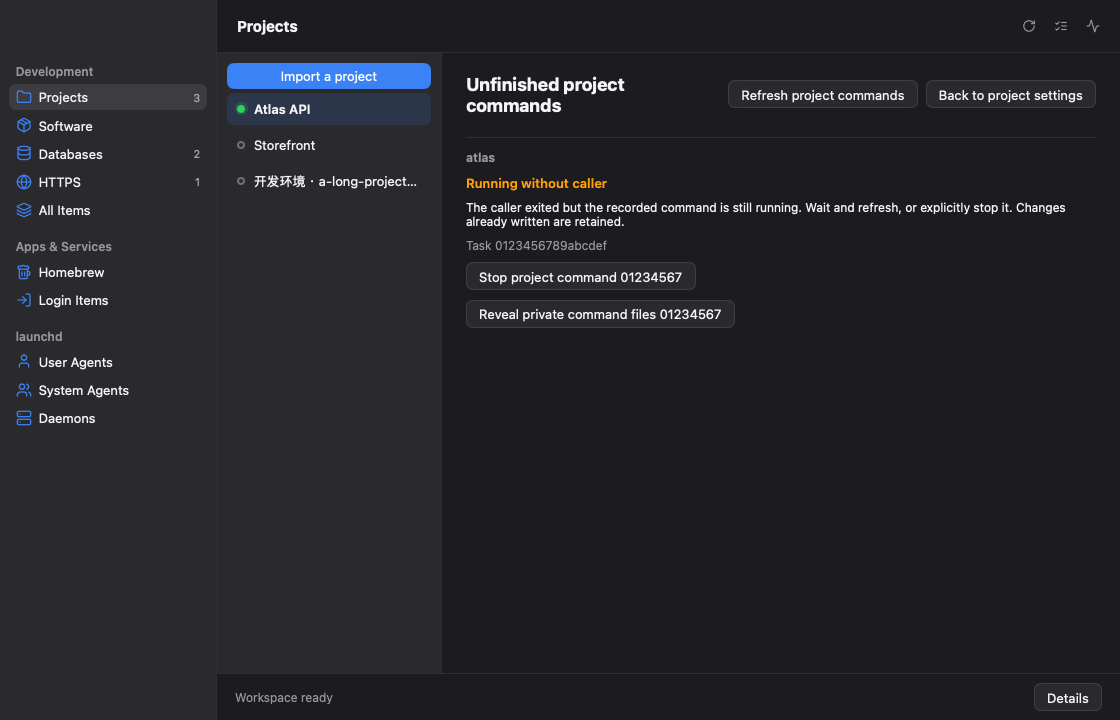 Projects
Development
Projects 3
Software
Databases 2
HTTPS 1
All Items
Apps & Services
Homebrew
Login Items
launchd
User Agents
System Agents
Daemons
Import a project
Atlas API
Storefront
开发环境 · a-long-project...
Unfinished project
commands
Refresh project commands
Back to project settings
atlas
Running without caller
The caller exited but the recorded command is still running. Wait and refresh, or explicitly stop it. Changes
already written are retained.
Task 0123456789abcdef
Stop project command 01234567
Reveal private command files 01234567
Workspace ready
Details